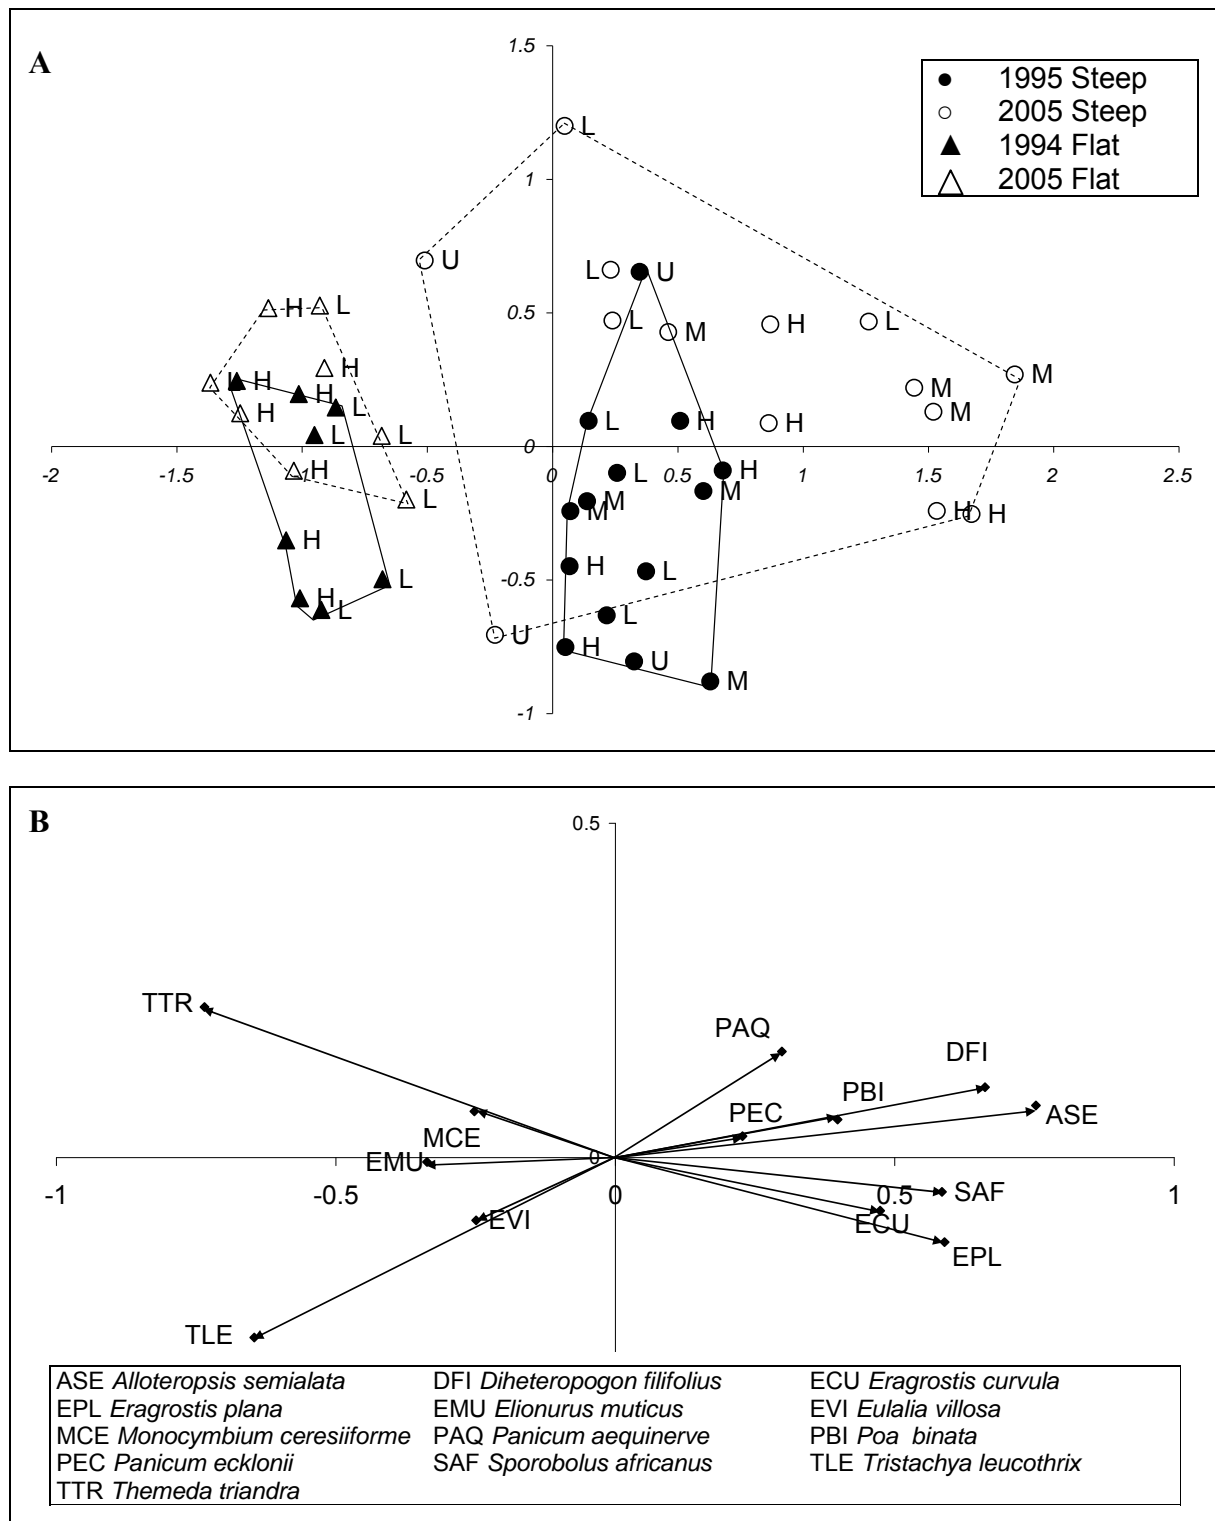 A
1.5
1995 Steep
2005 Steep
1994 Flat
2005 Flat
L
1
U
L U
H L
0.5 L M H L
H M
L H H M
H L M
H L L H H
L L
0
-2 -1.5 -1 -0.5 0 0.5 1 1.5 2 2.5
H L H
L M M
M H H
H
H L
-0.5
L
H L L
U
H U
M
-1
B
0.5
TTR
PAQ
DFI
PBI
PEC ASE
MCE
EMU 0
-1 -0.5 0 0.5 1
SAF
EVI ECU
EPL
TLE
ASE Alloteropsis semialata DFI Diheteropogon filifolius ECU Eragrostis curvula
EPL Eragrostis plana EMU Elionurus muticus EVI Eulalia villosa
MCE Monocymbium ceresiiforme PAQ Panicum aequinerve PBI Poa binata
PEC Panicum ecklonii SAF Sporobolus africanus TLE Tristachya leucothrix
TTR Themeda triandra